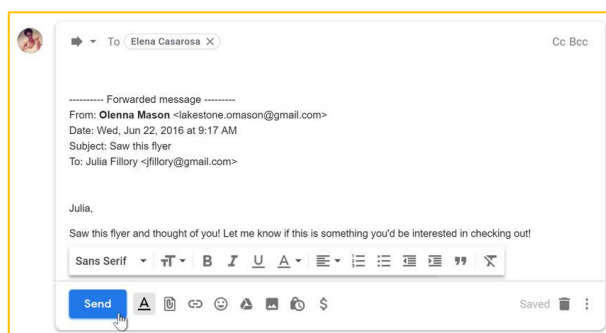 To Elena Casarosa Cc Bcc
---------- Forwarded message ---------
From: Olenna Mason <lakestone.omason@gmail.com>
Date: Wed, Jun 22, 2016 at 9:17 AM
Subject: Saw this flyer
To: Julia Fillory <jfillory@gmail.com>
Julia,
Saw this flyer and thought of you! Let me know if this is something you'd be interested in checking out!
Sans Serif
Send Saved